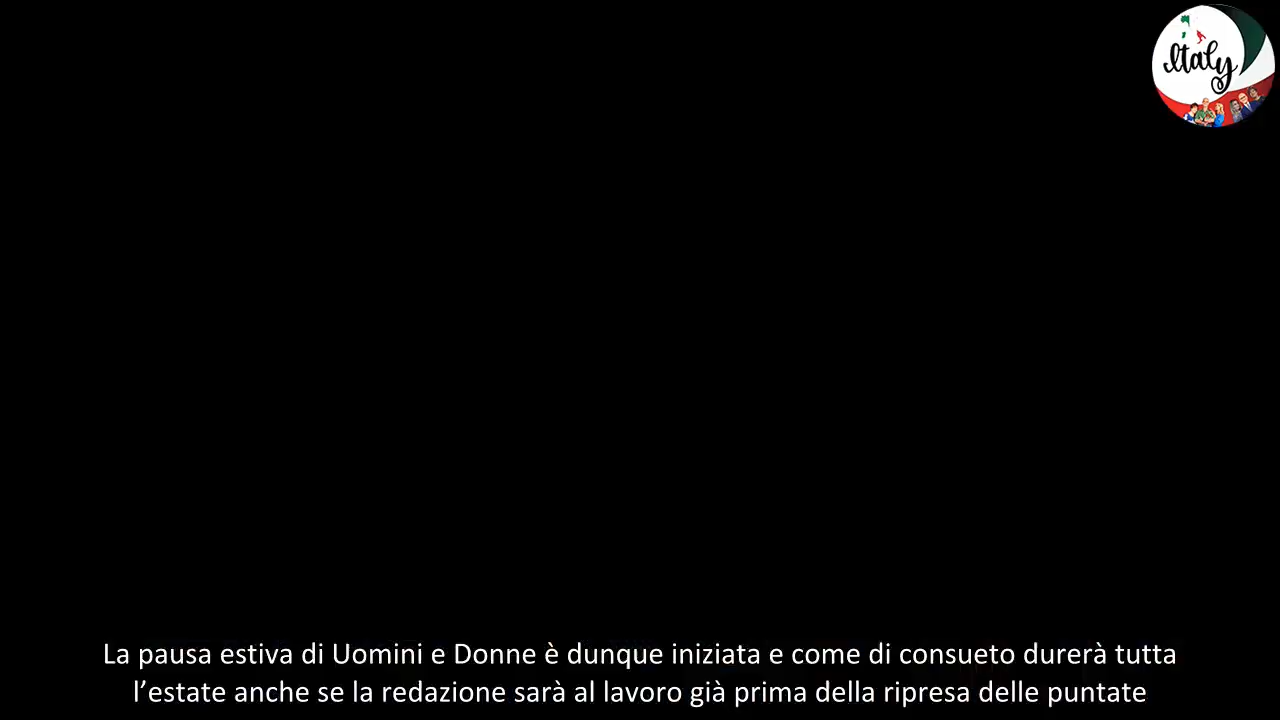 Italy
La pausa estiva di Uomini e Donne è dunque iniziata e come di consueto durerà tutta
l’estate anche se la redazione sarà al lavoro già prima della ripresa delle puntate